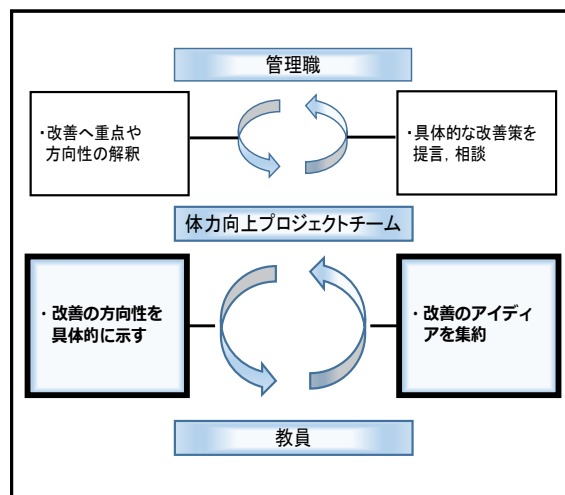 管理職
・改善へ重点や
方向性の解釈
・具体的な改善策を
提言，相談
体力向上プロジェクトチーム
・改善の方向性を
具体的に示す
・改善のアイディ
アを集約
教員